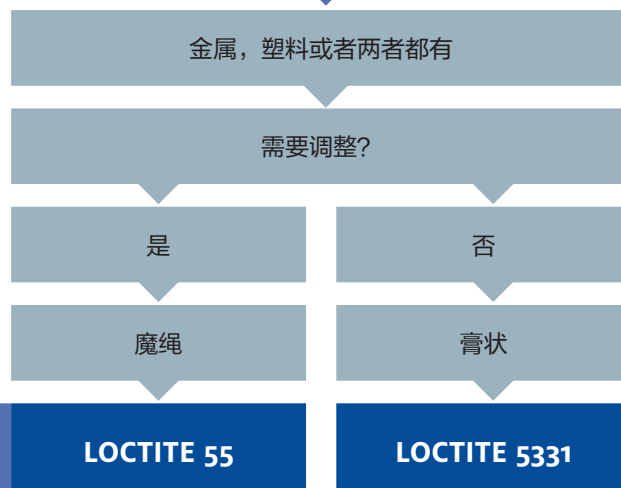 金属，塑料或者两者都有
需要调整?
是
否
魔绳
膏状
LOCTITE 55
LOCTITE 5331